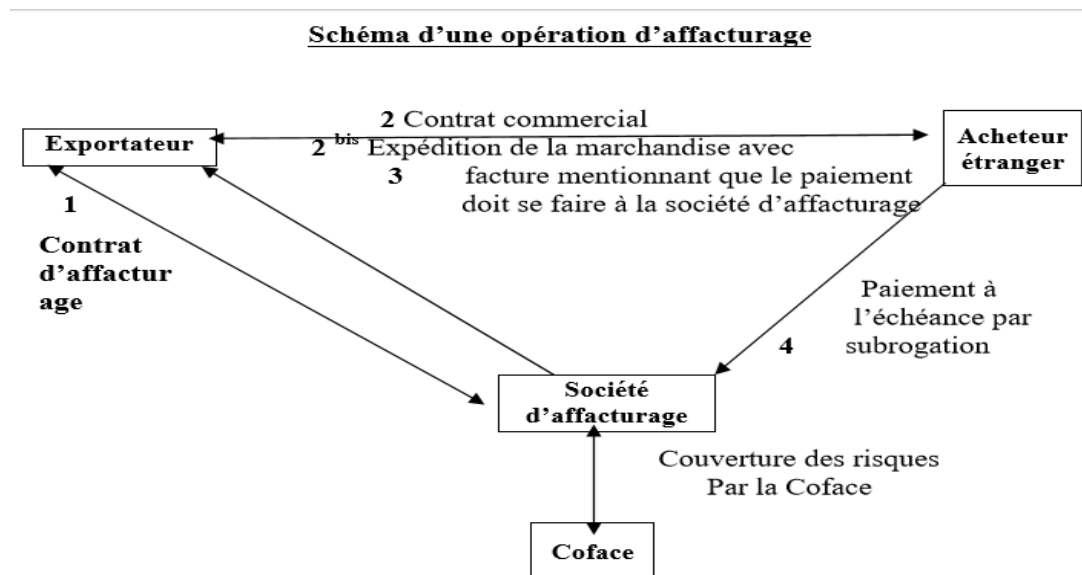 Schéma d’une opération d’affacturage
2 Contrat commercial
Exportateur
2 bis Expédition de la marchandise avec
3 facture mentionnant que le paiement
doit se faire à la société d’affacturage
Acheteur
étranger
1
Contrat
d’affactur
age
Paiement à
l’échéance par
4 subrogation
Société
d’affacturage
Couverture des risques
Par la Coface
Coface